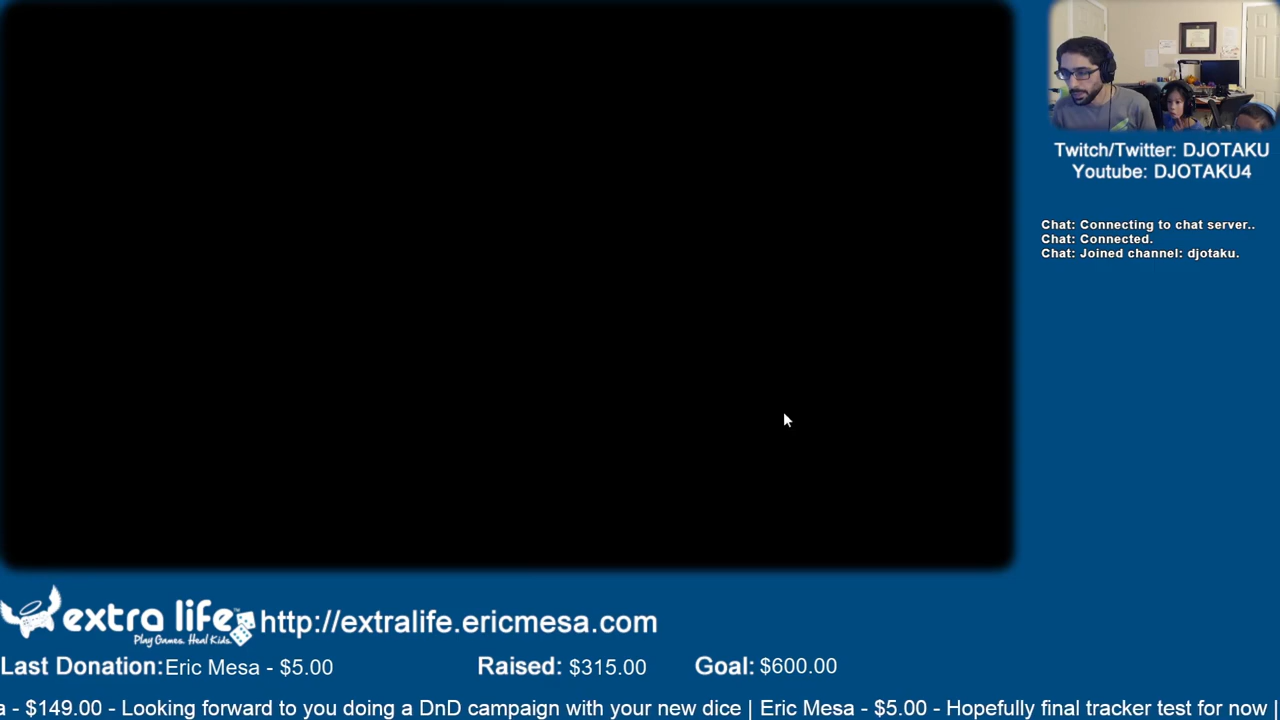 Twitch/Twitter: DJOTAKU
Youtube: DJOTAKU4
Chat: Connecting to chat server..
Chat: Connected.
Chat: Joined channel: djotaku.
extra life
Play Games. Heal Kids.
http://extralife.ericmesa.com
Last Donation: Eric Mesa - $5.00
Raised: $315.00
Goal: $600.00
a - $149.00 - Looking forward to you doing a DnD campaign with your new dice | Eric Mesa - $5.00 - Hopefully final tracker test for now |